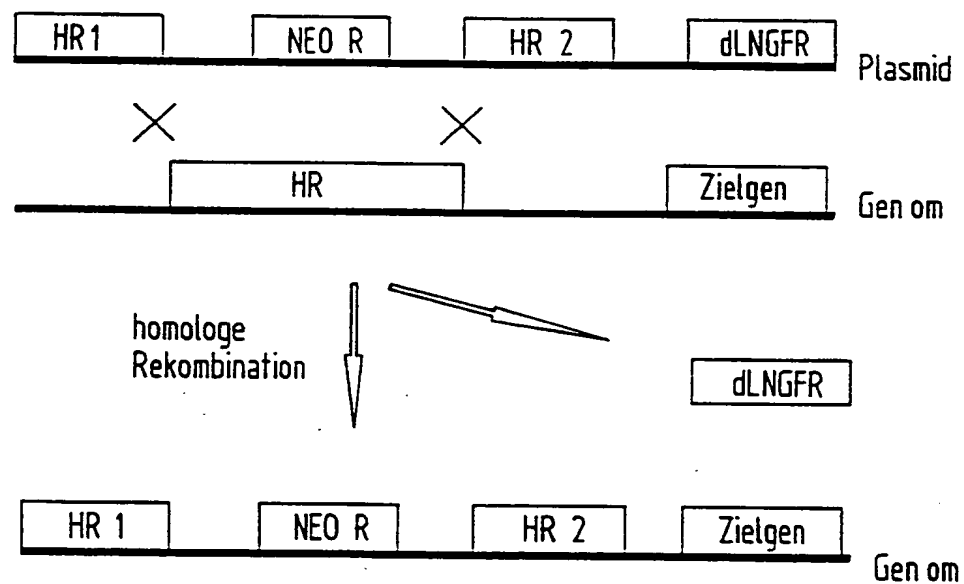 HR 1 NEO R HR 2 dLNGFR
Plasmid
HR Zielgen
Gen om
homologe
Rekombination
dLNGFR
HR 1 NEO R HR 2 Zielgen
Gen om